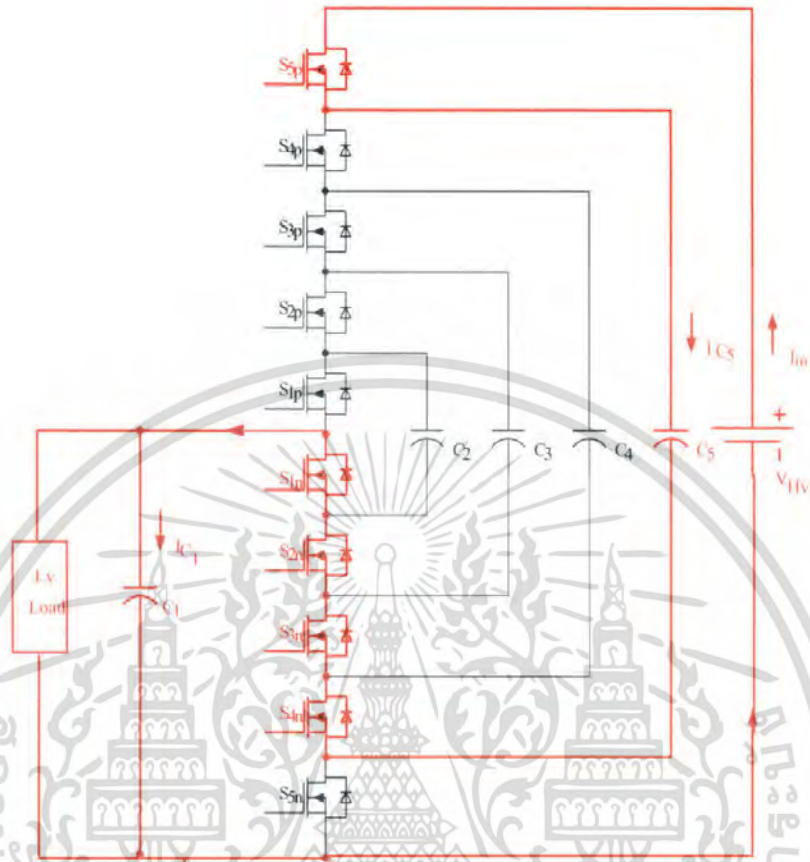 S5p
S4p
S3p
S2p
S1p
I C5
Iin
+
C2
C3
C4
C5
VHv
S1n
S2n
IC1
Lv
Load
C1
S3n
S4n
S5n